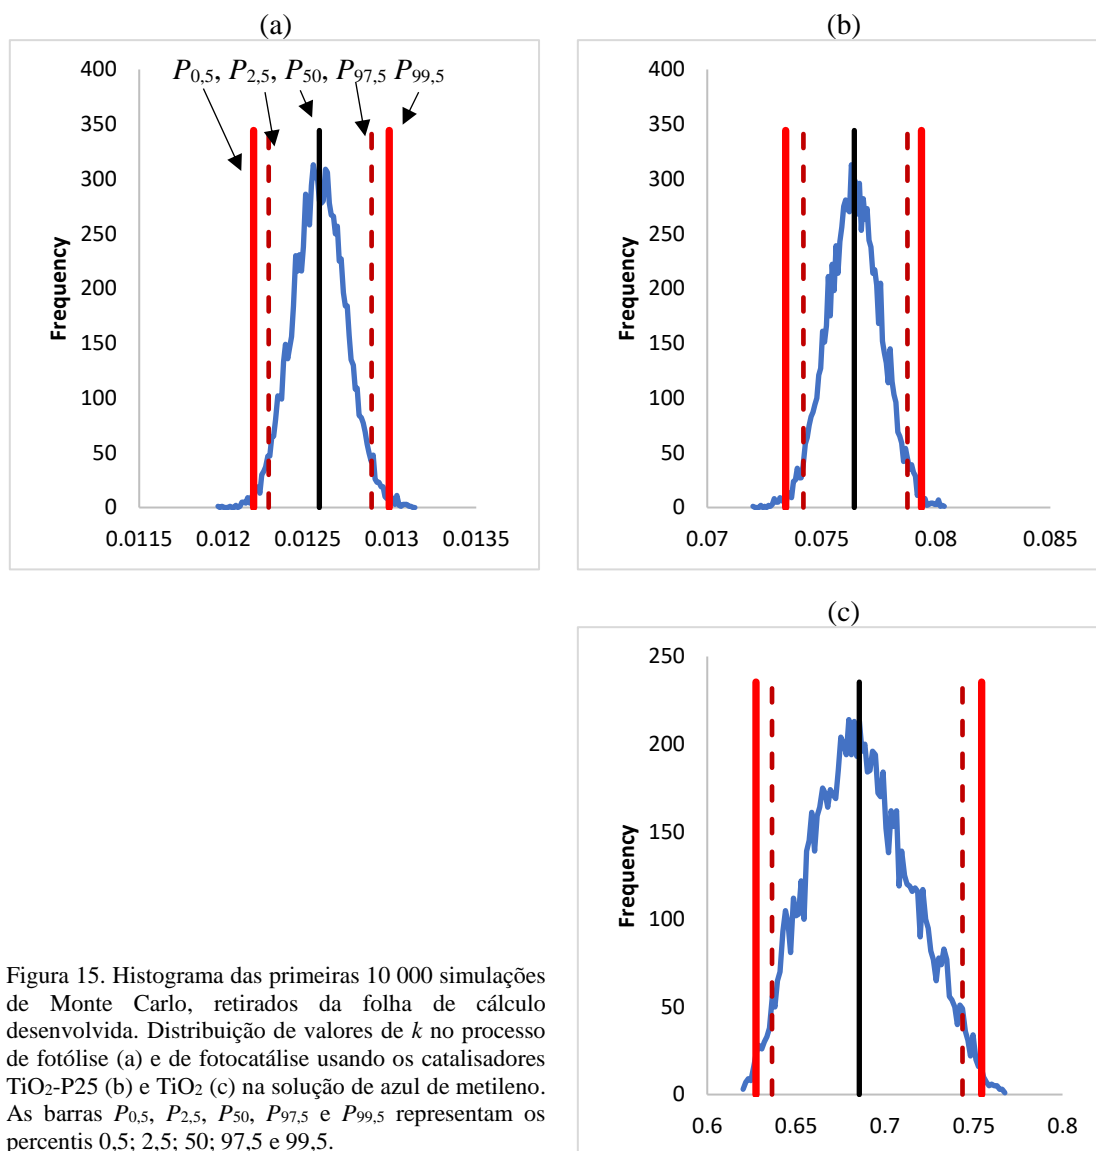 (a)
P0,5, P2,5, P50, P97,5 P99,5
400
350
300
250
200
150
100
50
0
Frequency
0.0115 0.012 0.0125 0.013 0.0135
(b)
400
350
300
250
200
150
100
50
0
Frequency
0.07 0.075 0.08 0.085
(c)
250
200
150
100
50
0
Frequency
0.6 0.65 0.7 0.75 0.8
Figura 15. Histograma das primeiras 10 000 simulações
de Monte Carlo, retirados da folha de cálculo
desenvolvida. Distribuição de valores de k no processo
de fotólise (a) e de fotocatálise usando os catalisadores
TiO2-P25 (b) e TiO2 (c) na solução de azul de metileno.
As barras P0,5, P2,5, P50, P97,5 e P99,5 representam os
percentis 0,5; 2,5; 50; 97,5 e 99,5.